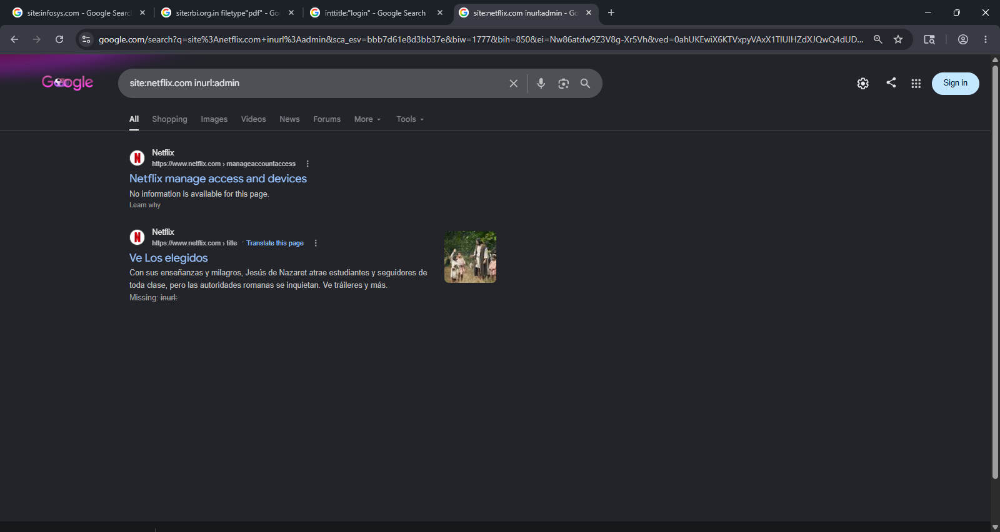 site:infosys.com - Google Searc
site:rbi.org.in filetype"pdf" - Go
inttitle:"login" - Google Search
site:netflix.com inurl:admin - Go
google.com/search?q=site%3Anetflix.com+inurl%3Aadmin&sca_esv=bbb7d61e8d3bb37e&biw=1777&bih=850&ei=Nw86atdw9Z3V8g-Xr5Vh&ved=0ahUKEwiX6KTVxpyVAxX1TlUIHZdXJQwQ4dUD...
Google
site:netflix.com inurl:admin
Sign in
All
Shopping
Images
Videos
News
Forums
More
Tools
N
Netflix
https://www.netflix.com › manageaccountaccess
Netflix manage access and devices
No information is available for this page.
Learn why
N
Netflix
https://www.netflix.com › title · Translate this page
Ve Los elegidos
Con sus enseñanzas y milagros, Jesús de Nazaret atrae estudiantes y seguidores de
toda clase, pero las autoridades romanas se inquietan. Ve tráileres y más.
Missing: inurl: